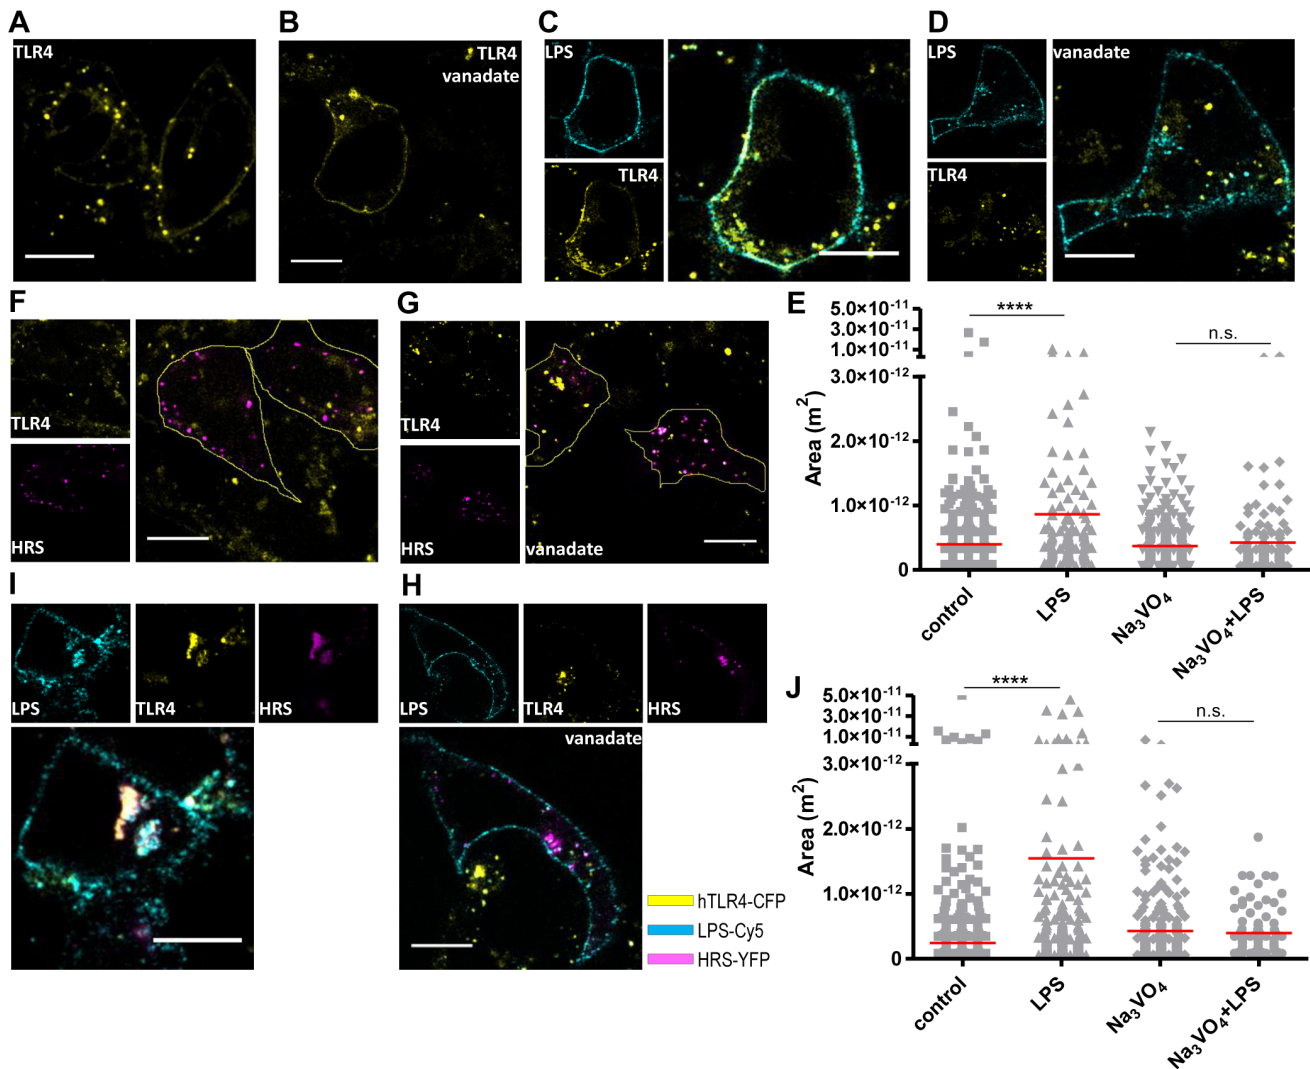 A
TLR4
B
TLR4
vanadate
C
LPS
TLR4
D
LPS
vanadate
TLR4
F
TLR4
HRS
G
TLR4
HRS
vanadate
E
5.0×10⁻¹¹
3.0×10⁻¹¹
1.0×10⁻¹¹
3.0×10⁻¹²
2.0×10⁻¹²
1.0×10⁻¹²
0
Area (m²)
****
n.s.
control
LPS
Na₃VO₄
Na₃VO₄+LPS
I
LPS
TLR4
HRS
H
LPS
TLR4
HRS
vanadate
hTLR4-CFP
LPS-Cy5
HRS-YFP
J
5.0×10⁻¹¹
3.0×10⁻¹¹
1.0×10⁻¹¹
3.0×10⁻¹²
2.0×10⁻¹²
1.0×10⁻¹²
0
Area (m²)
****
n.s.
control
LPS
Na₃VO₄
Na₃VO₄+LPS